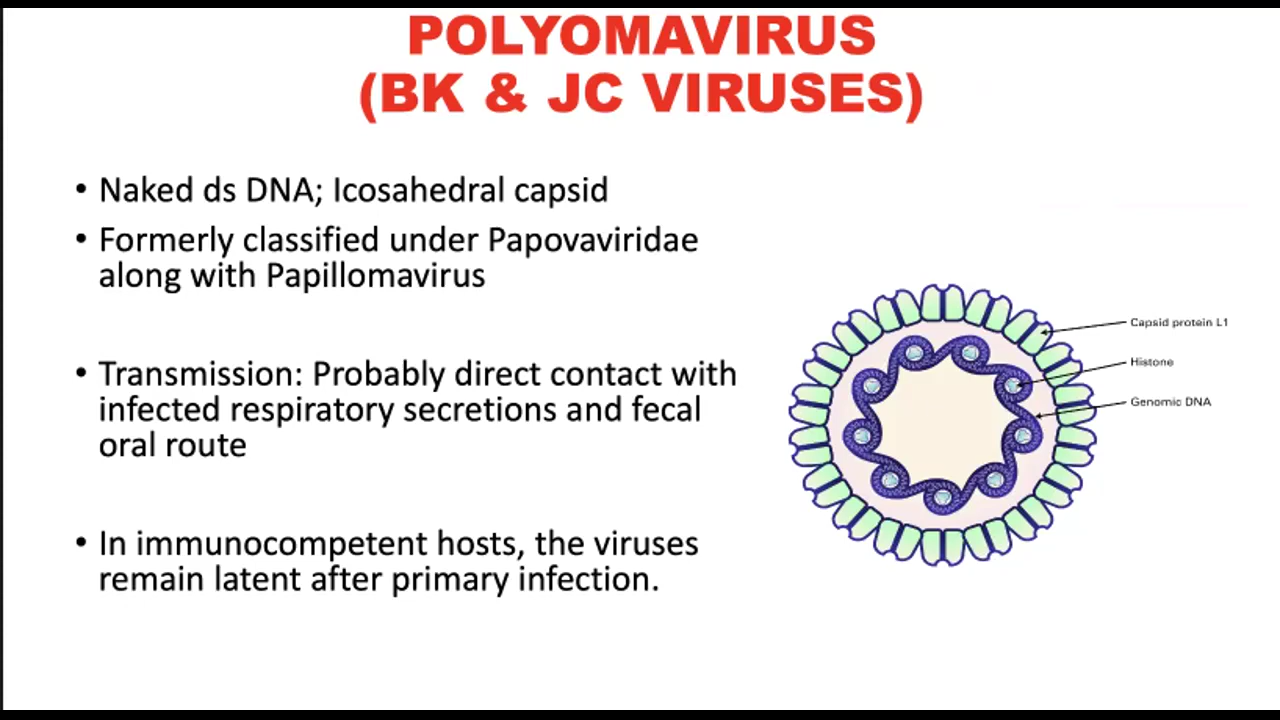 POLYOMAVIRUS
(BK & JC VIRUSES)
• Naked ds DNA; Icosahedral capsid
• Formerly classified under Papovaviridae
along with Papillomavirus
• Transmission: Probably direct contact with
infected respiratory secretions and fecal
oral route
• In immunocompetent hosts, the viruses
remain latent after primary infection.
Capsid protein L1
Histone
Genomic DNA